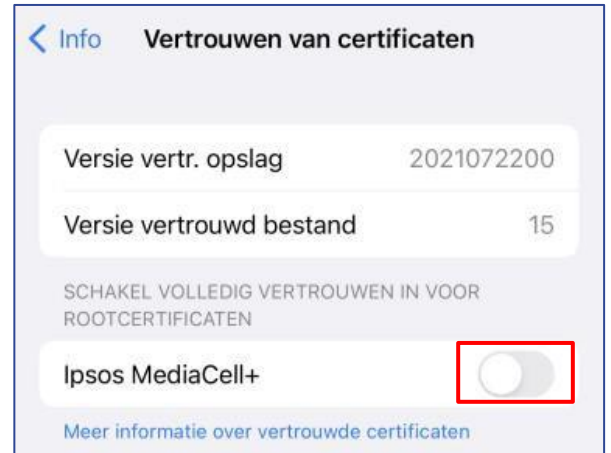 Info Vertrouwen van certificaten
Versie vertr. opslag 2021072200
Versie vertrouwd bestand 15
SCHAKEL VOLLEDIG VERTROUWEN IN VOOR
ROOTCERTIFICATEN
Ipsos MediaCell+
Meer informatie over vertrouwde certificaten